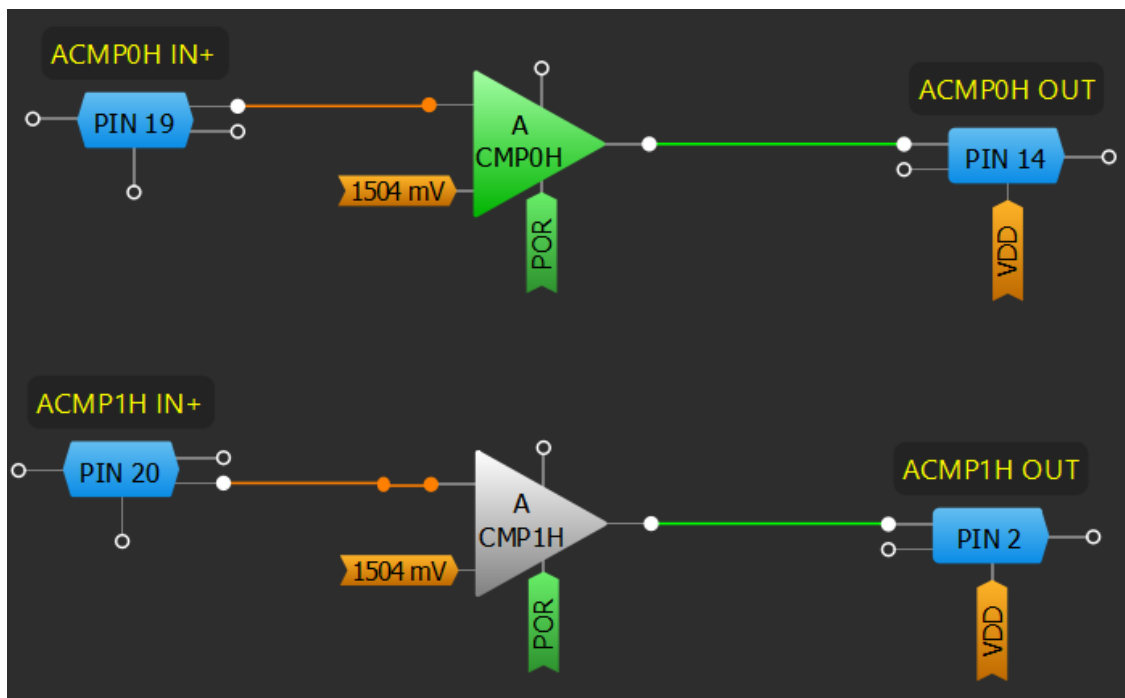 ACMP0H IN+
PIN 19
1504 mV
A
CMP0H
POR
ACMP0H OUT
PIN 14
VDD
ACMP1H IN+
PIN 20
1504 mV
A
CMP1H
POR
ACMP1H OUT
PIN 2
VDD